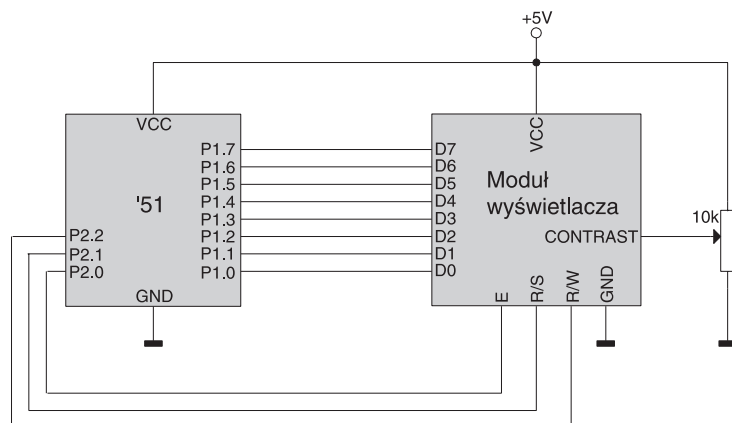 +5V
VCC
P1.7
P1.6
P1.5
P1.4
P1.3
P1.2
P1.1
P1.0
'51
P2.2
P2.1
P2.0
GND
VCC
D7
D6
D5
D4
D3
D2
D1
D0
Moduł
wyświetlacza
CONTRAST
E
R/S
R/W
GND
10k